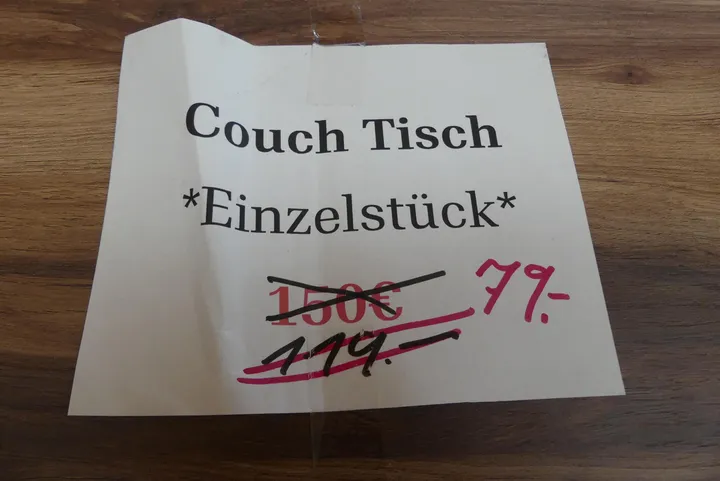 Couch Tisch
*Einzelstück*
150€
119.–
79.–